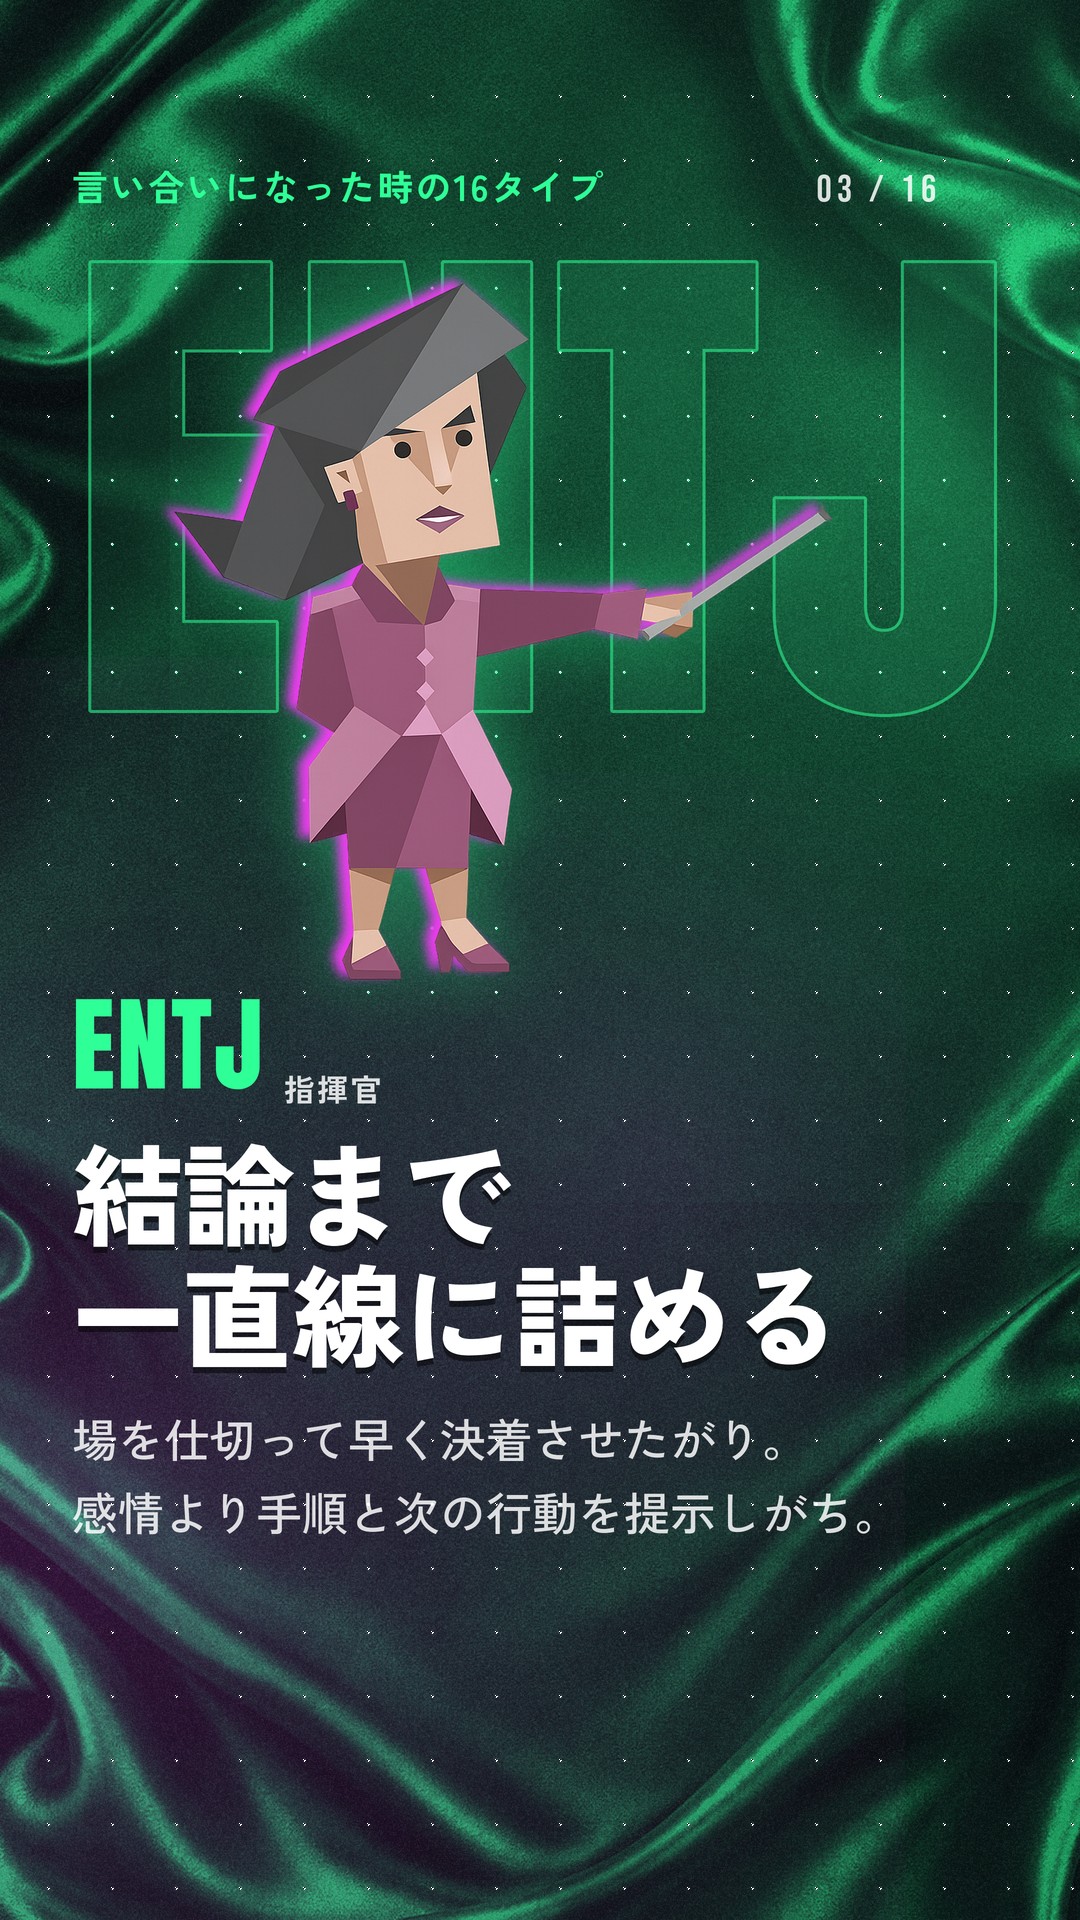 言い合いになった時の16タイプ
03 / 16
ENTJ
ENTJ
指揮官
結論まで
一直線に詰める
場を仕切って早く決着させたがり。
感情より手順と次の行動を提示しがち。